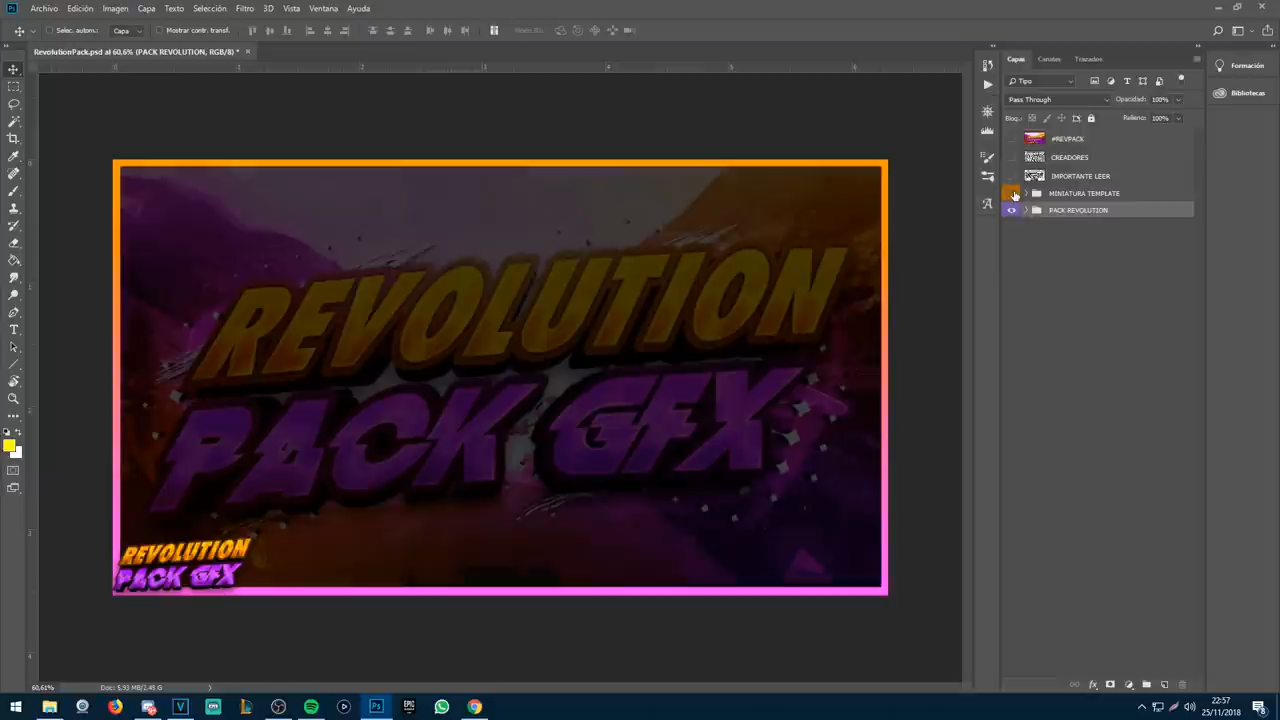 Archivo Edición Imagen Capa Texto Selección Filtro 3D Vista Ventana Ayuda
Selec. autom.: Capa Mostrar contr. transf.
RevolutionPack.psd al 60,6% (PACK REVOLUTION, RGB/8) *
Capas Canales Trazados
Formación
Bibliotecas
Tipo
Pass Through Opacidad: 100%
Bloq.: Relleno: 100%
#REVPACK
CREADORES
IMPORTANTE LEER
MINIATURA TEMPLATE
PACK REVOLUTION
REVOLUTION
PACK GFX
REVOLUTION
PACK GFX
60,61% Doc: 5,93 MB/2,45 G
22:57
25/11/2018